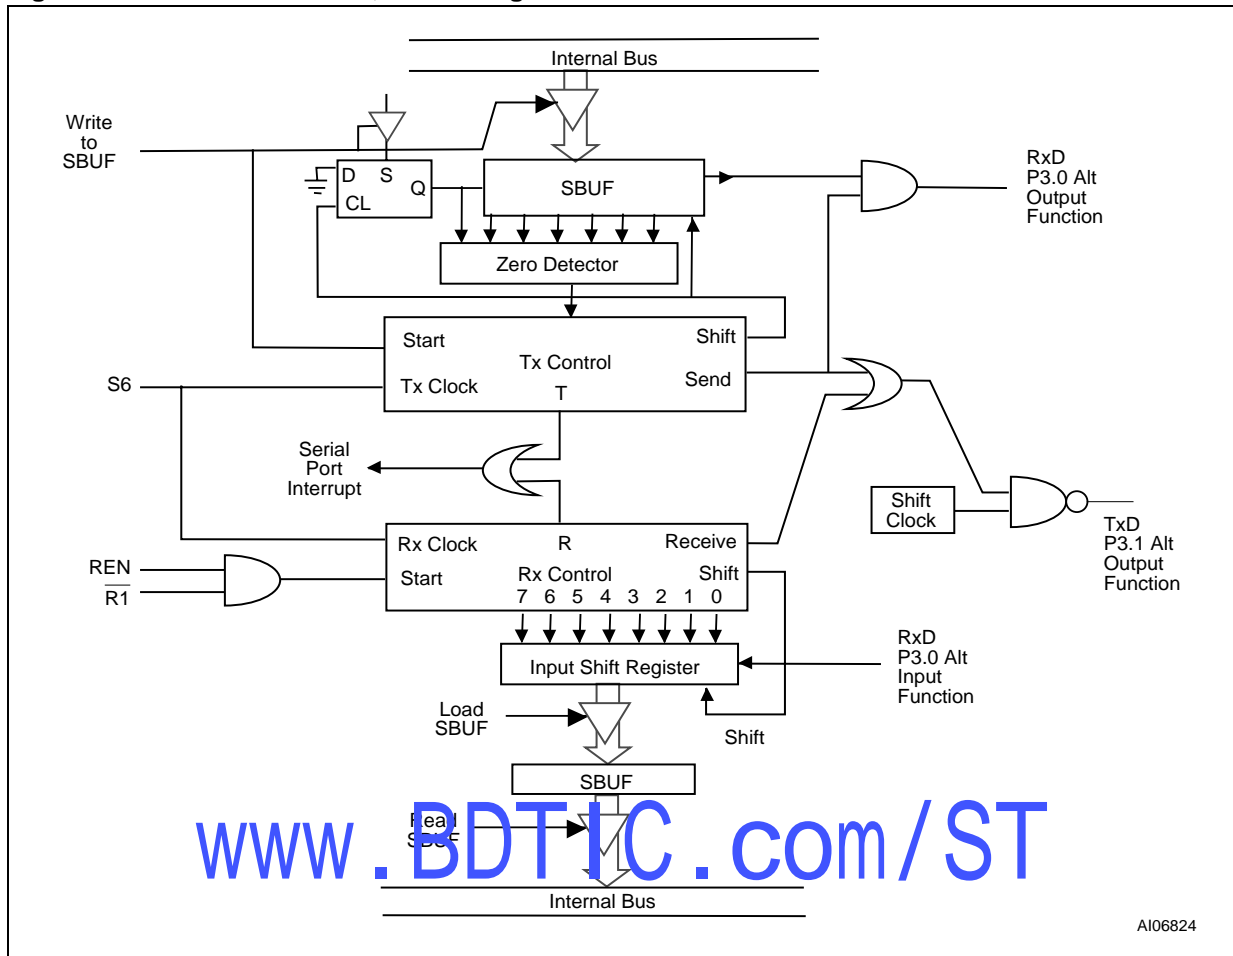 Internal Bus
Write
to
SBUF
D S
Q
CL
SBUF
RxD
P3.0 Alt
Output
Function
Zero Detector
Start
Shift
Tx Control
S6
Tx Clock
T
Send
Serial
Port
Interrupt
Shift
Clock
TxD
P3.1 Alt
Output
Function
Rx Clock
R
Receive
REN
R1
Start
Rx Control
Shift
7 6 5 4 3 2 1 0
RxD
P3.0 Alt
Input
Function
Input Shift Register
Load
SBUF
Shift
SBUF
Read
SBUF
www.BDTIC.com/ST
Internal Bus
AI06824